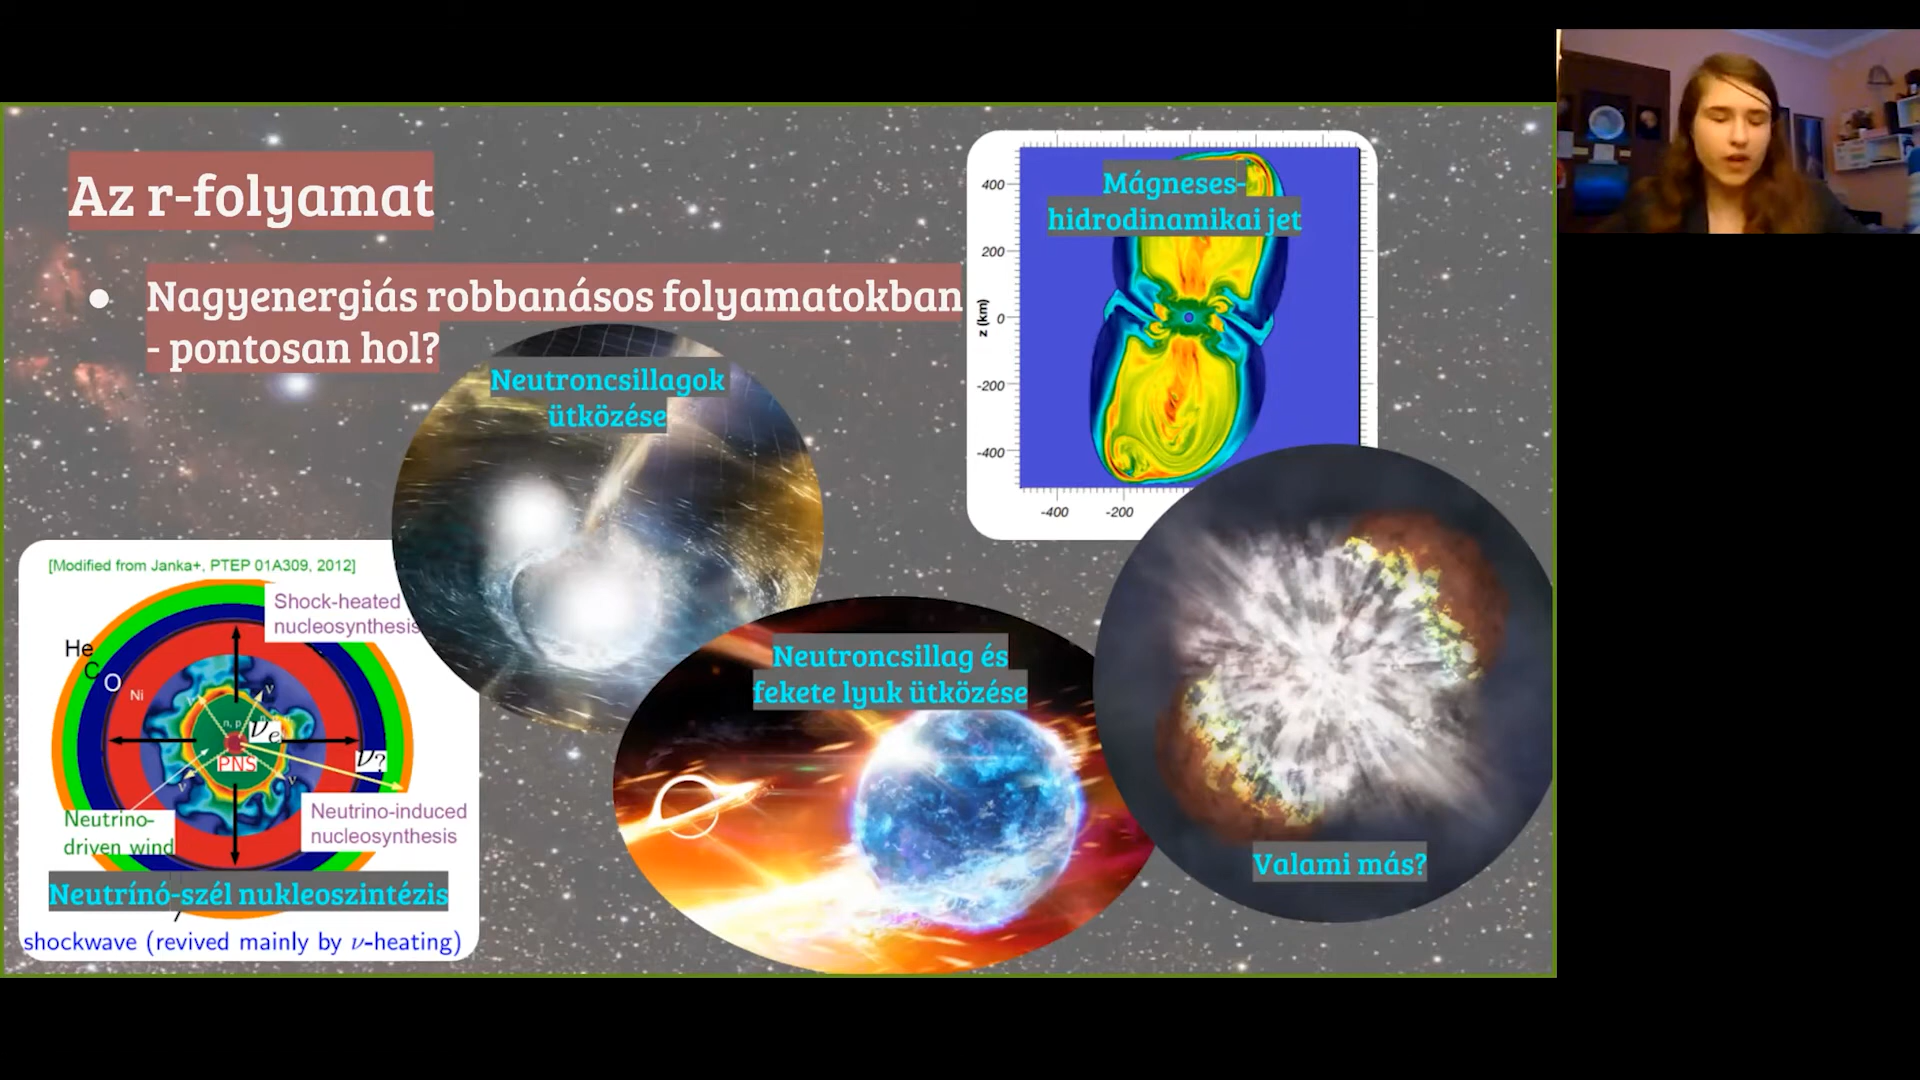 Az r-folyamat
● Nagyenergiás robbanásos folyamatokban
- pontosan hol?
Mágneses-
hidrodinamikai jet
400
200
0
-200
-400
z (km)
-400 -200
Neutroncsillagok
ütközése
[Modified from Janka+, PTEP 01A309, 2012]
Shock-heated
nucleosynthesis
He
C
O
Ni
n, p
ν
ν
νe
PNS
ν?
ν
ν
Neutrino-
driven wind
Neutrino-induced
nucleosynthesis
Neutrínó-szél nukleoszintézis
shockwave (revived mainly by ν-heating)
Neutroncsillag és
fekete lyuk ütközése
Valami más?